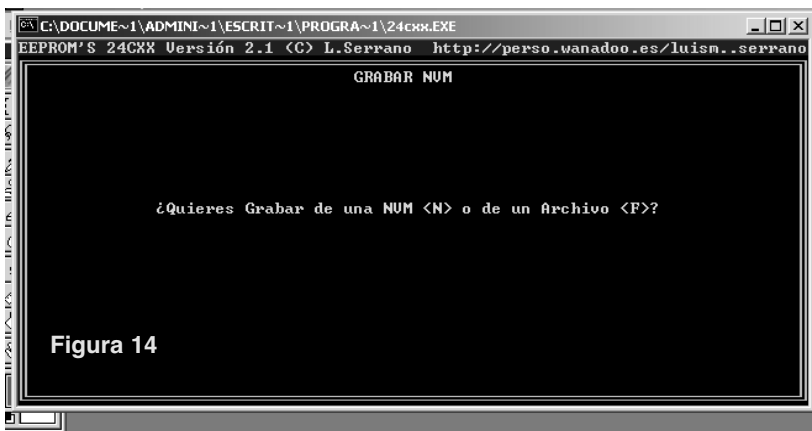 C:\DOCUME~1\ADMINI~1\ESCRIT~1\PROGRA~1\24cxx.EXE
EEPROM'S 24CXX Versión 2.1 (C) L.Serrano http://perso.wanadoo.es/luism..serrano
GRABAR NVM
¿Quieres Grabar de una NVM <N> o de un Archivo <F>?
Figura 14